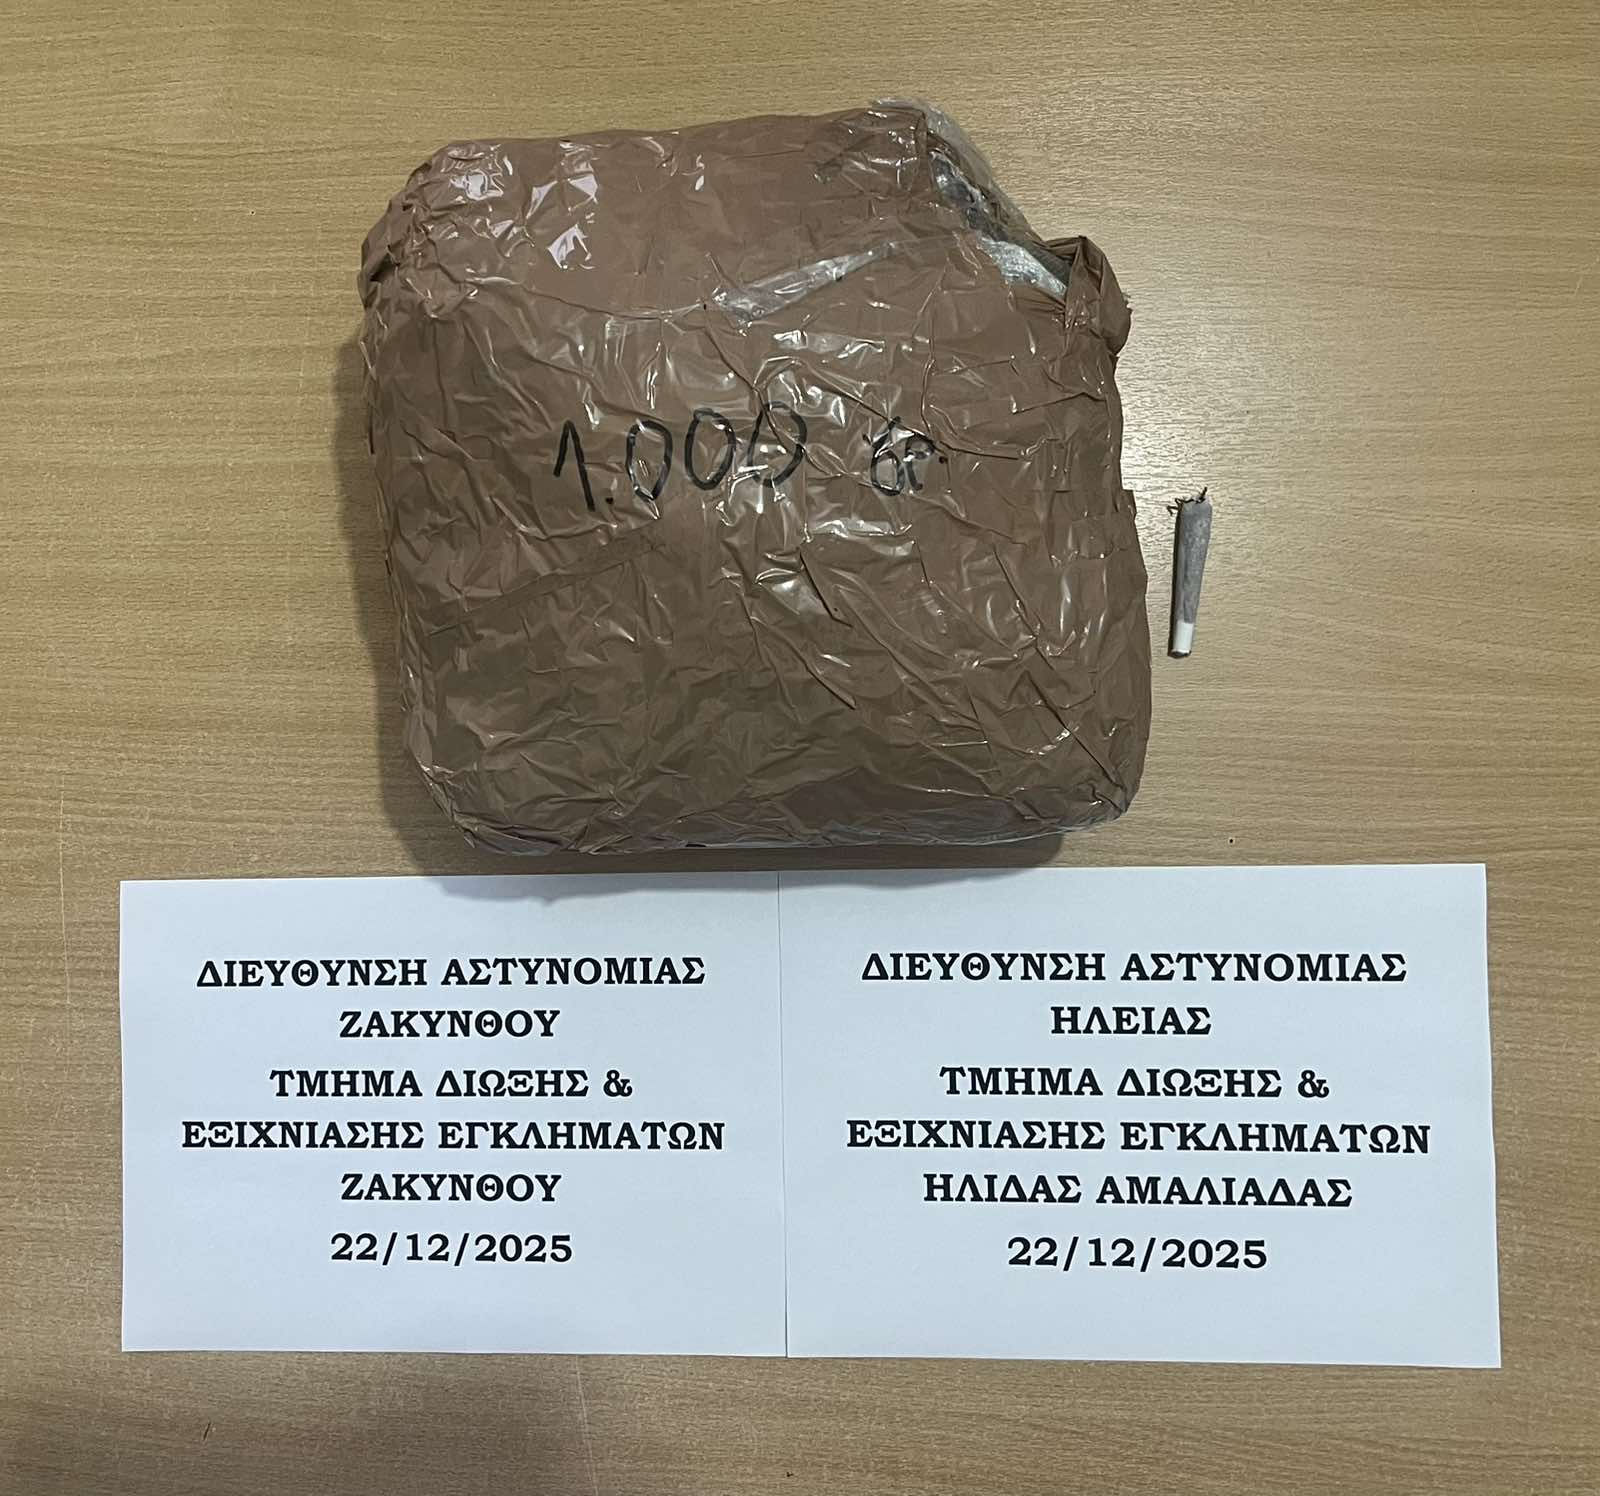 1.000 γρ
ΔΙΕΥΘΥΝΣΗ ΑΣΤΥΝΟΜΙΑΣ
ΖΑΚΥΝΘΟΥ
ΤΜΗΜΑ ΔΙΩΞΗΣ &
ΕΞΙΧΝΙΑΣΗΣ ΕΓΚΛΗΜΑΤΩΝ
ΖΑΚΥΝΘΟΥ
22/12/2025
ΔΙΕΥΘΥΝΣΗ ΑΣΤΥΝΟΜΙΑΣ
ΗΛΕΙΑΣ
ΤΜΗΜΑ ΔΙΩΞΗΣ &
ΕΞΙΧΝΙΑΣΗΣ ΕΓΚΛΗΜΑΤΩΝ
ΗΛΙΔΑΣ ΑΜΑΛΙΑΔΑΣ
22/12/2025